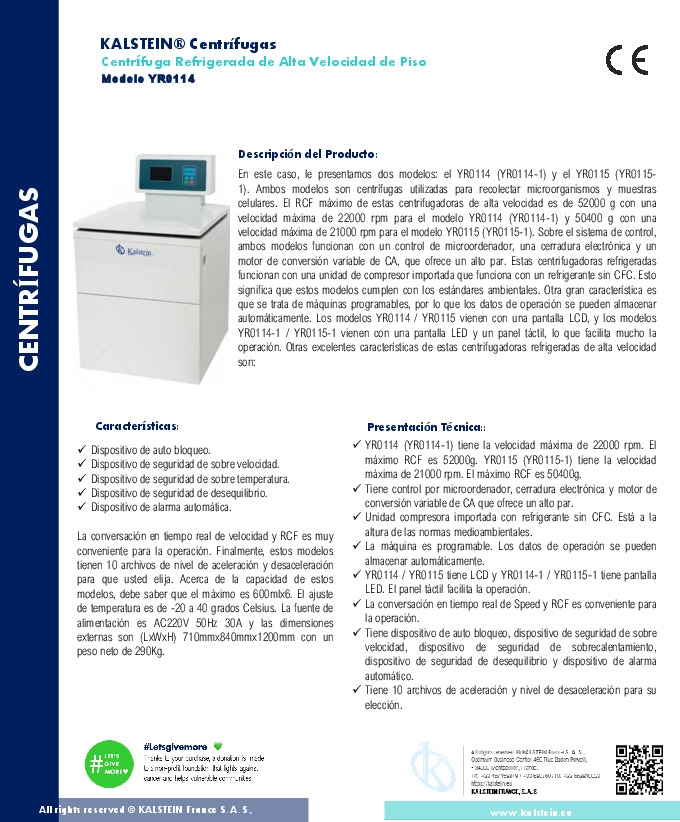 KALSTEIN® Centrífugas
Centrífuga Refrigerada de Alta Velocidad de Piso
Modelo YR0114
CE
CENTRÍFUGAS
Kalstein
Descripción del Producto:
En este caso, le presentamos dos modelos: el YR0114 (YR0114-1) y el YR0115 (YR0115-
1). Ambos modelos son centrífugas utilizadas para recolectar microorganismos y muestras
celulares. El RCF máximo de estas centrifugadoras de alta velocidad es de 52000 g con una
velocidad máxima de 22000 rpm para el modelo YR0114 (YR0114-1) y 50400 g con una
velocidad máxima de 21000 rpm para el modelo YR0115 (YR0115-1). Sobre el sistema de control,
ambos modelos funcionan con un control de microordenador, una cerradura electrónica y un
motor de conversión variable de CA, que ofrece un alto par. Estas centrifugadoras refrigeradas
funcionan con una unidad de compresor importada que funciona con un refrigerante sin CFC. Esto
significa que estos modelos cumplen con los estándares ambientales. Otra gran característica es
que se trata de máquinas programables, por lo que los datos de operación se pueden almacenar
automáticamente. Los modelos YR0114 / YR0115 vienen con una pantalla LCD, y los modelos
YR0114-1 / YR0115-1 vienen con una pantalla LED y un panel táctil, lo que facilita mucho la
operación. Otras excelentes características de estas centrifugadoras refrigeradas de alta velocidad
son:
Características:
✓ Dispositivo de auto bloqueo.
✓ Dispositivo de seguridad de sobre velocidad.
✓ Dispositivo de seguridad de sobre temperatura.
✓ Dispositivo de seguridad de desequilibrio.
✓ Dispositivo de alarma automática.
La conversación en tiempo real de velocidad y RCF es muy
conveniente para la operación. Finalmente, estos modelos
tienen 10 archivos de nivel de aceleración y desaceleración
para que usted elija. Acerca de la capacidad de estos
modelos, debe saber que el máximo es 600mlx6. El ajuste
de temperatura es de -20 a 40 grados Celsius. La fuente de
alimentación es AC220V 50Hz 30A y las dimensiones
externas son (LxWxH) 710mmx840mmx1200mm con un
peso neto de 290Kg.
Presentación Técnica::
✓ YR0114 (YR0114-1) tiene la velocidad máxima de 22000 rpm. El
máximo RCF es 52000g. YR0115 (YR0115-1) tiene la velocidad
máxima de 21000 rpm. El máximo RCF es 50400g.
✓ Tiene control por microordenador, cerradura electrónica y motor de
conversión variable de CA que ofrece un alto par.
✓ Unidad compresora importada con refrigerante sin CFC. Está a la
altura de las normas medioambientales.
✓ La máquina es programable. Los datos de operación se pueden
almacenar automáticamente.
✓ YR0114 / YR0115 tiene LCD y YR0114-1 / YR0115-1 tiene pantalla
LED. El panel táctil facilita la operación.
✓ La conversación en tiempo real de Speed y RCF es conveniente para
la operación.
✓ Tiene dispositivo de auto bloqueo, dispositivo de seguridad de sobre
velocidad, dispositivo de seguridad de sobrecalentamiento,
dispositivo de seguridad de desequilibrio y dispositivo de alarma
automático.
✓ Tiene 10 archivos de aceleración y nivel de desaceleración para su
elección.
# LET'S
GIVE
MORE
#Letsgivemore
Thanks to your purchase, a donation is made
to a non-profit foundation that fights against
cancer and helps vulnerable communities
All rights reserved ® KALSTEIN France S. A. S.,
Optimum Business Center 450 Rue Baden Powell,
34000 Montpellier, France.
https://kalstein.eu
KALSTEIN FRANCE, S.A.S
All rights reserved © KALSTEIN France S.A.S.,
www.kalstein.eu